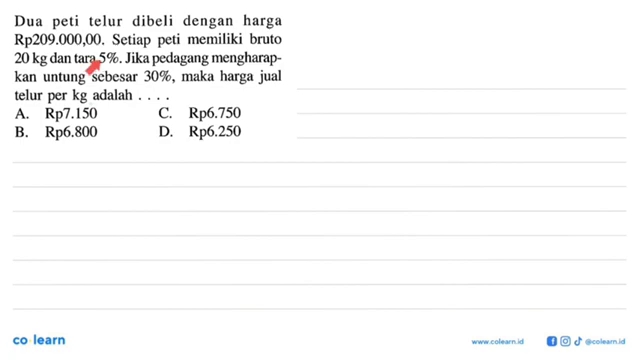 Dua peti telur dibeli dengan harga
Rp209.000,00. Setiap peti memiliki bruto
20 kg dan tara 5%. Jika pedagang mengharap-
kan untung sebesar 30%, maka harga jual
telur per kg adalah . . . .
A. Rp7.150 C. Rp6.750
B. Rp6.800 D. Rp6.250
co learn www.colearn.id @colearn.id